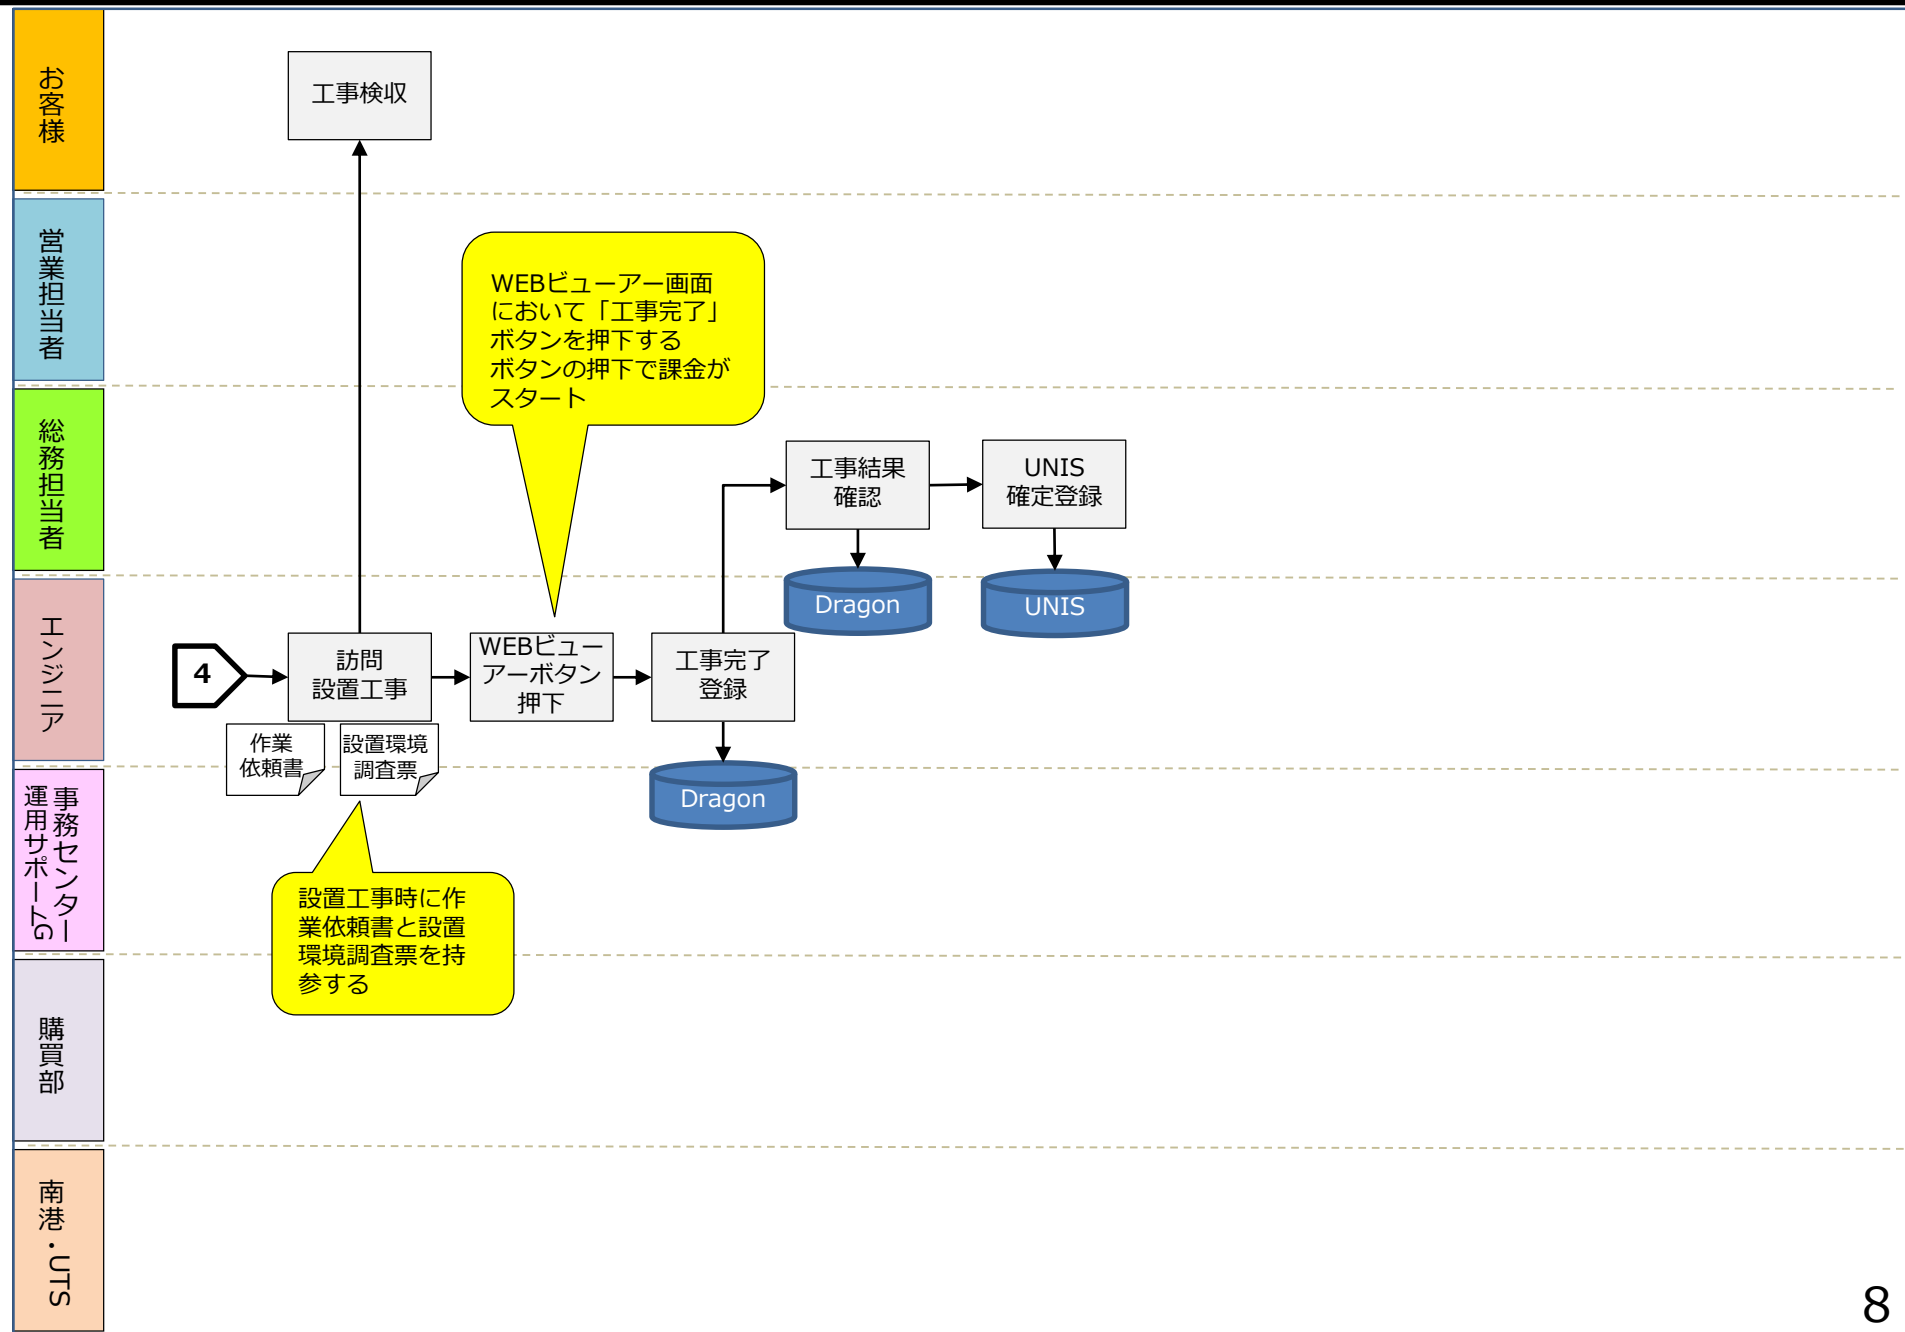 お客様
工事検収
営業担当者
WEBビューアー画面
において「工事完了」
ボタンを押下する
ボタンの押下で課金が
スタート
総務担当者
工事結果
確認
UNIS
確定登録
Dragon
UNIS
エンジニア
4
訪問
設置工事
WEBビュー
アーボタン
押下
工事完了
登録
作業
依頼書
設置環境
調査票
Dragon
事務センター
運用サポートG
設置工事時に作
業依頼書と設置
環境調査票を持
参する
購買部
南港・UTS
8